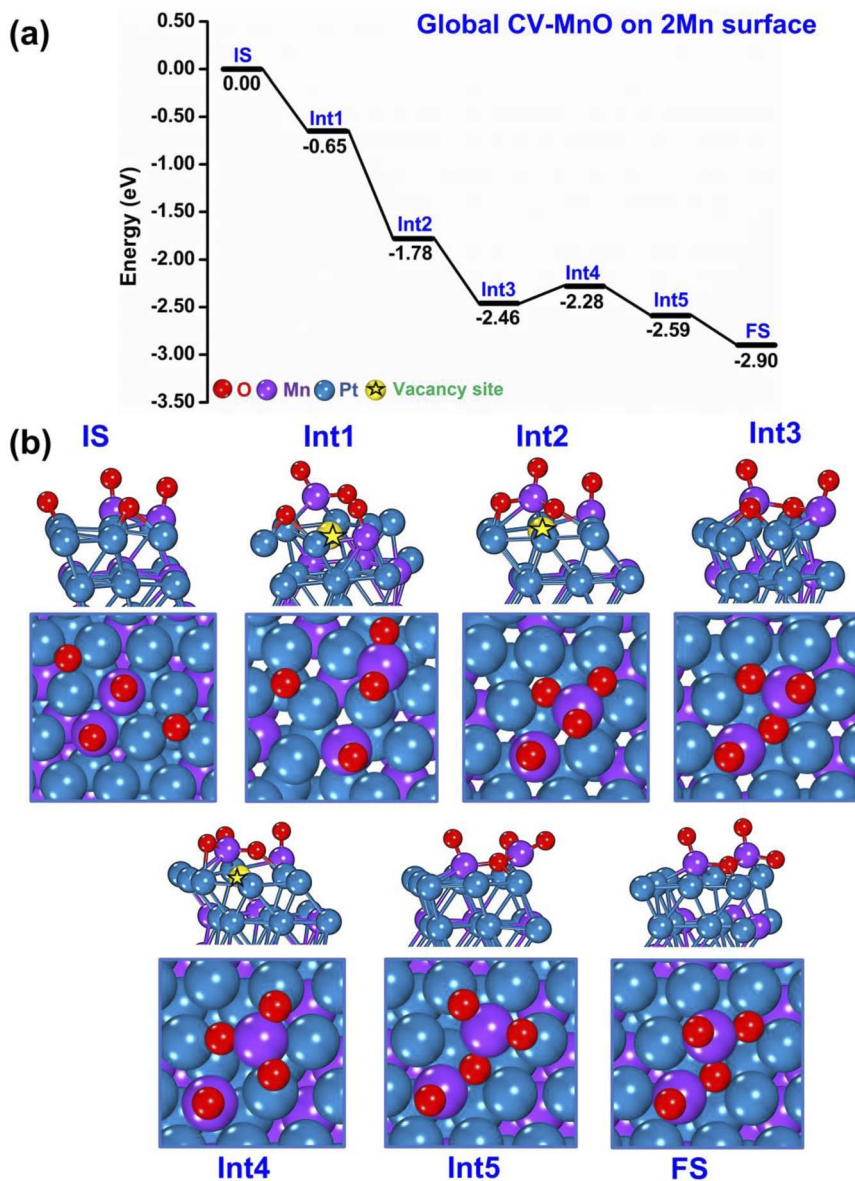 (a)
Global CV-MnO on 2Mn surface
Energy (eV)
0.50
0.00
-0.50
-1.00
-1.50
-2.00
-2.50
-3.00
-3.50
IS
0.00
Int1
-0.65
Int2
-1.78
Int3
-2.46
Int4
-2.28
Int5
-2.59
FS
-2.90
O Mn Pt Vacancy site
(b)
IS Int1 Int2 Int3
Int4 Int5 FS